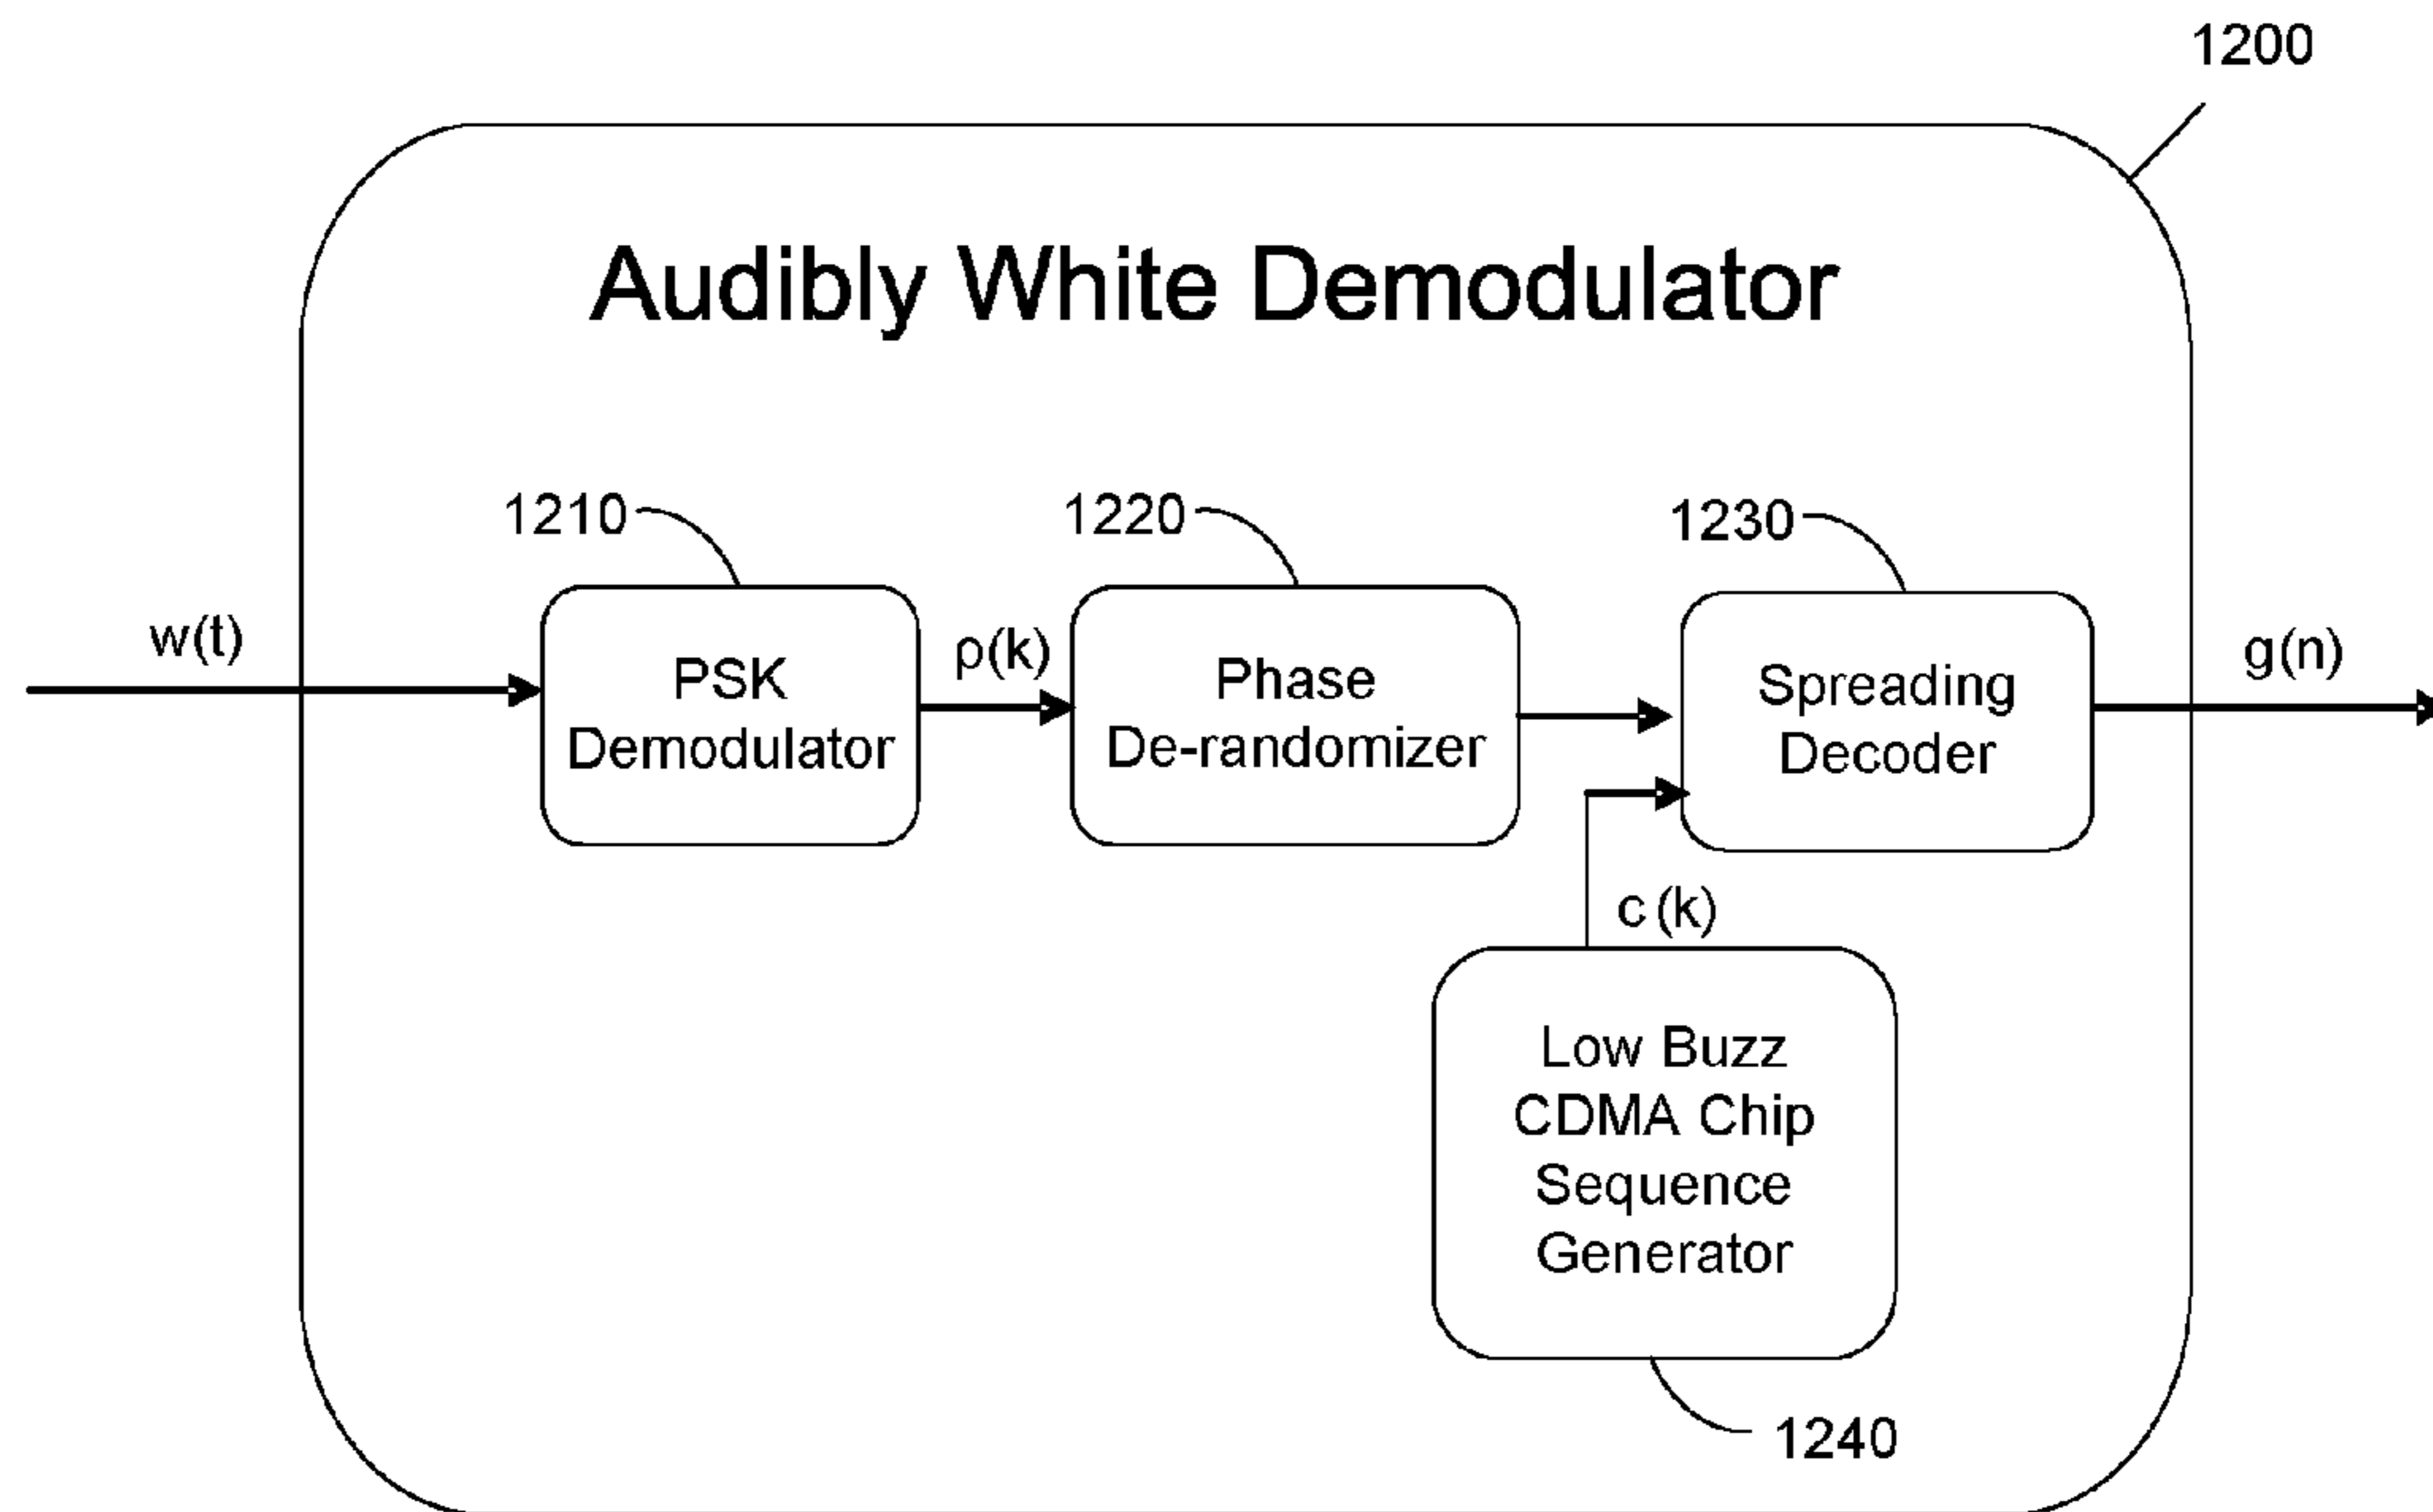 1200
Audibly White Demodulator
1210
1220
1230
w(t)
PSK
Demodulator
p(k)
Phase
De-randomizer
Spreading
Decoder
g(n)
c(k)
Low Buzz
CDMA Chip
Sequence
Generator
1240